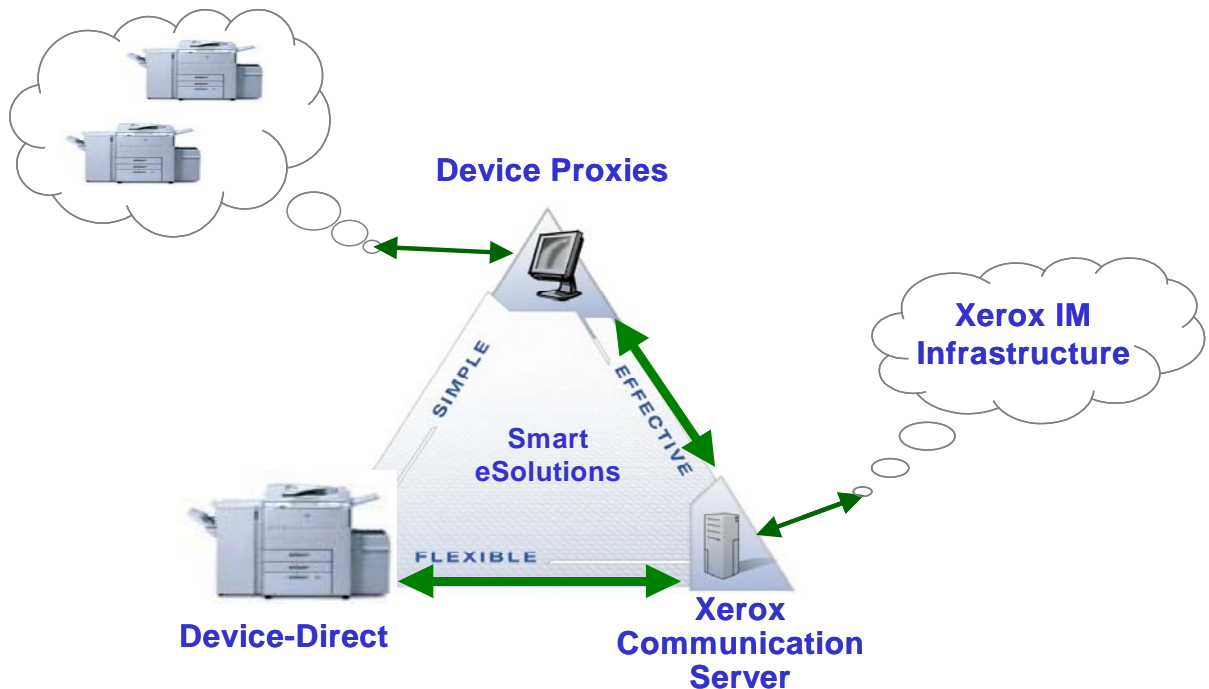 Device Proxies
Xerox IM
Infrastructure
SIMPLE
EFFECTIVE
Smart
eSolutions
FLEXIBLE
Device-Direct
Xerox
Communication
Server